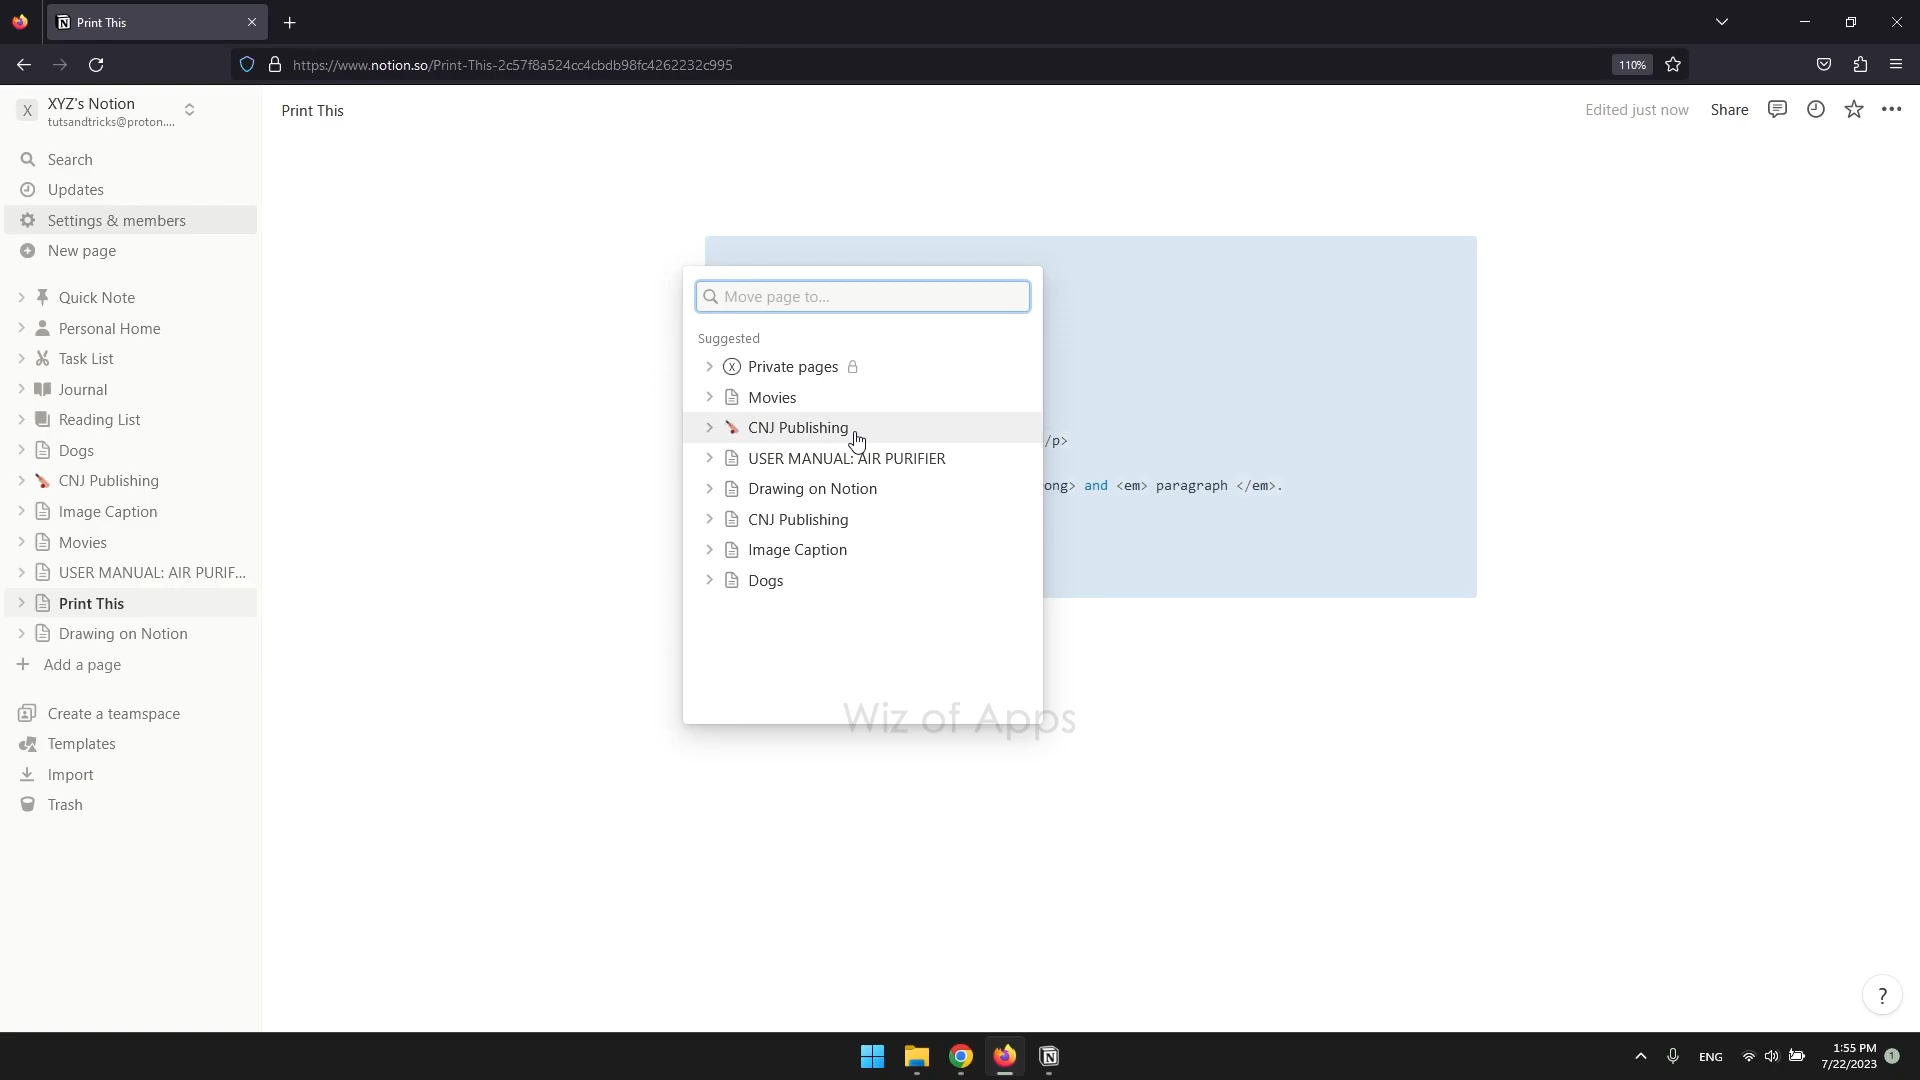 Print This
https://www.notion.so/Print-This-2c57f8a524cc4cbdb98fc4262232c995
110%
X
XYZ's Notion
tutsandtricks@proton....
Print This
Edited just now
Share
Search
Updates
Settings & members
New page
Quick Note
Personal Home
Task List
Journal
Reading List
Dogs
CNJ Publishing
Image Caption
Movies
USER MANUAL: AIR PURIF...
Print This
Drawing on Notion
Add a page
Create a teamspace
Templates
Import
Trash
Move page to...
Suggested
X Private pages
Movies
CNJ Publishing
USER MANUAL: AIR PURIFIER
Drawing on Notion
CNJ Publishing
Image Caption
Dogs
/p>
ong> and <em> paragraph </em>.
Wiz of Apps
?
ENG
1:55 PM
7/22/2023
1